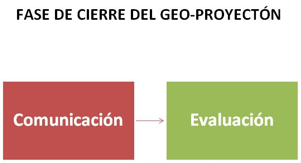 FASE DE CIERRE DEL GEO-PROYECTÓN
Comunicación
Evaluación